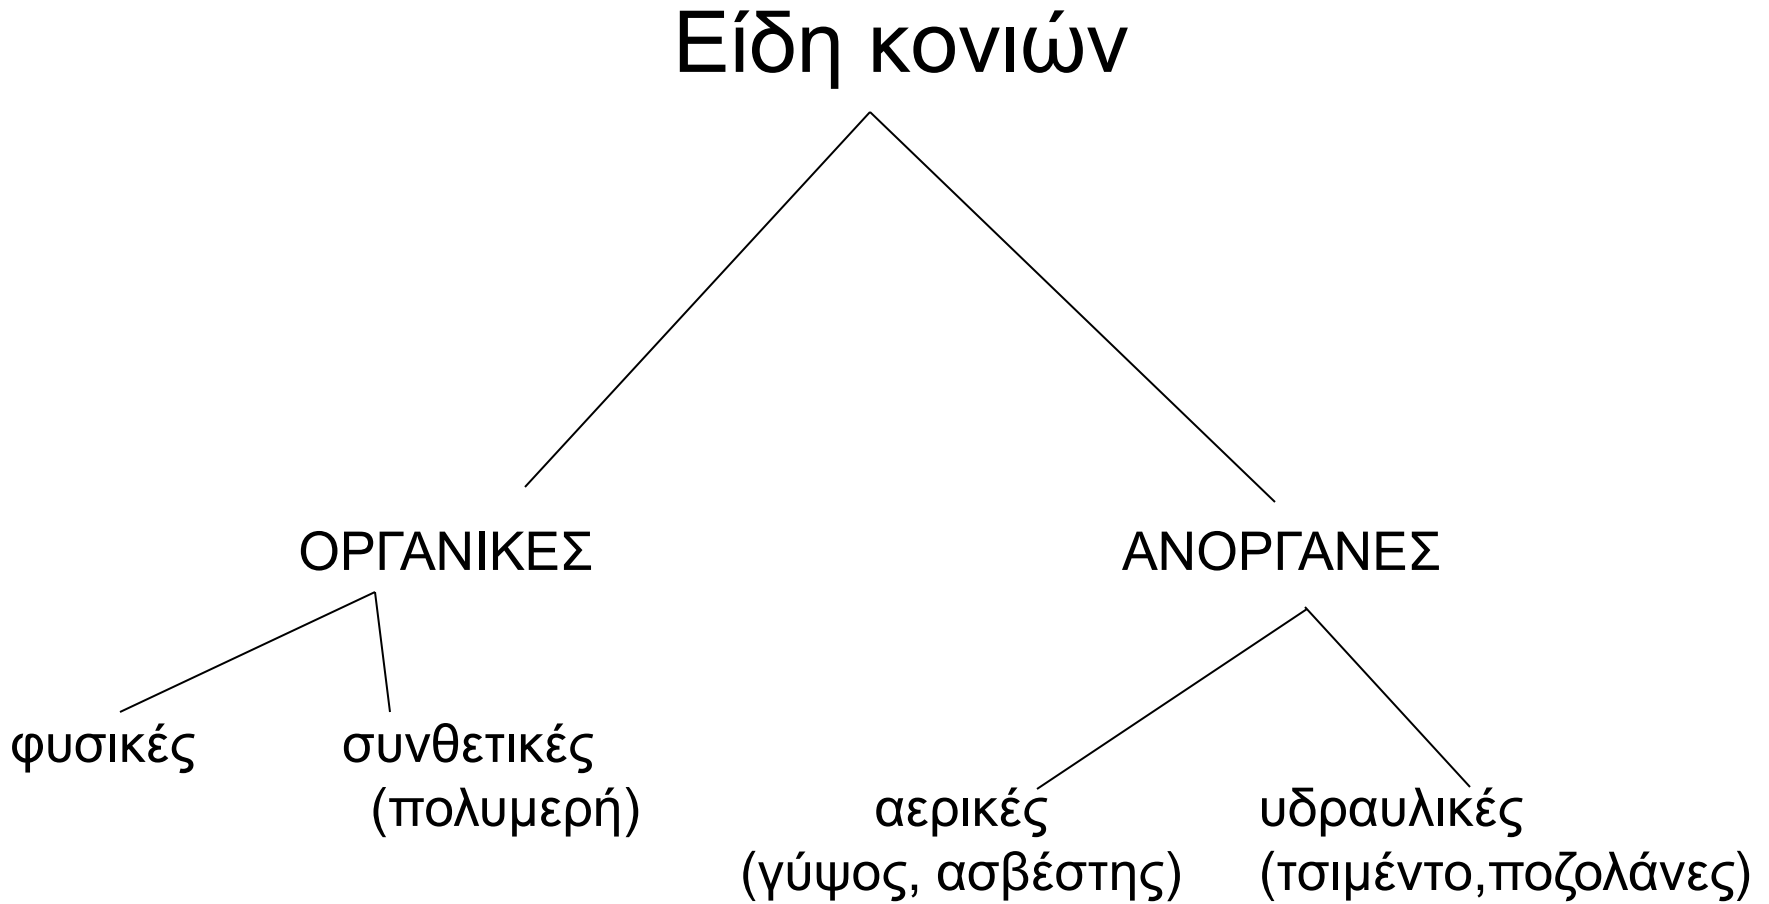 Είδη κονιών
ΟΡΓΑΝΙΚΕΣ
ΑΝΟΡΓΑΝΕΣ
φυσικές
συνθετικές
(πολυμερή)
αερικές
(γύψος, ασβέστης)
υδραυλικές
(τσιμέντο,ποζολάνες)